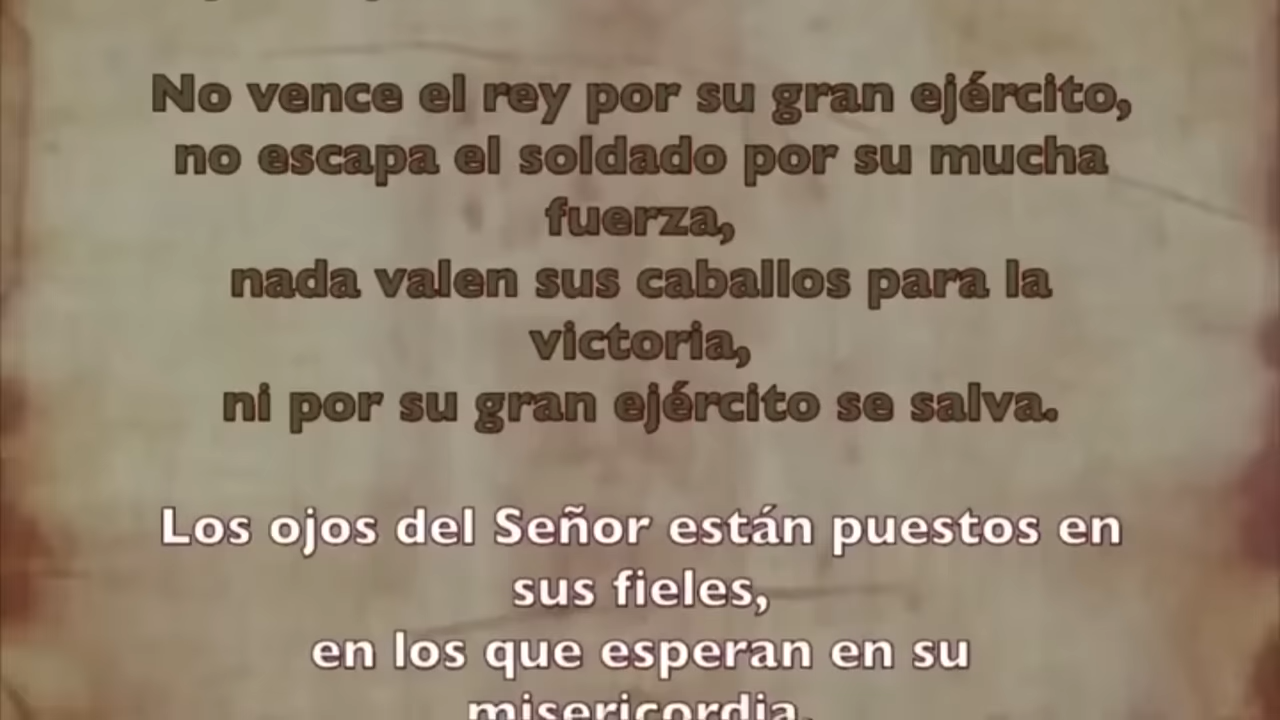 No vence el rey por su gran ejército,
no escapa el soldado por su mucha
fuerza,
nada valen sus caballos para la
victoria,
ni por su gran ejército se salva.
Los ojos del Señor están puestos en
sus fieles,
en los que esperan en su
misericordia,